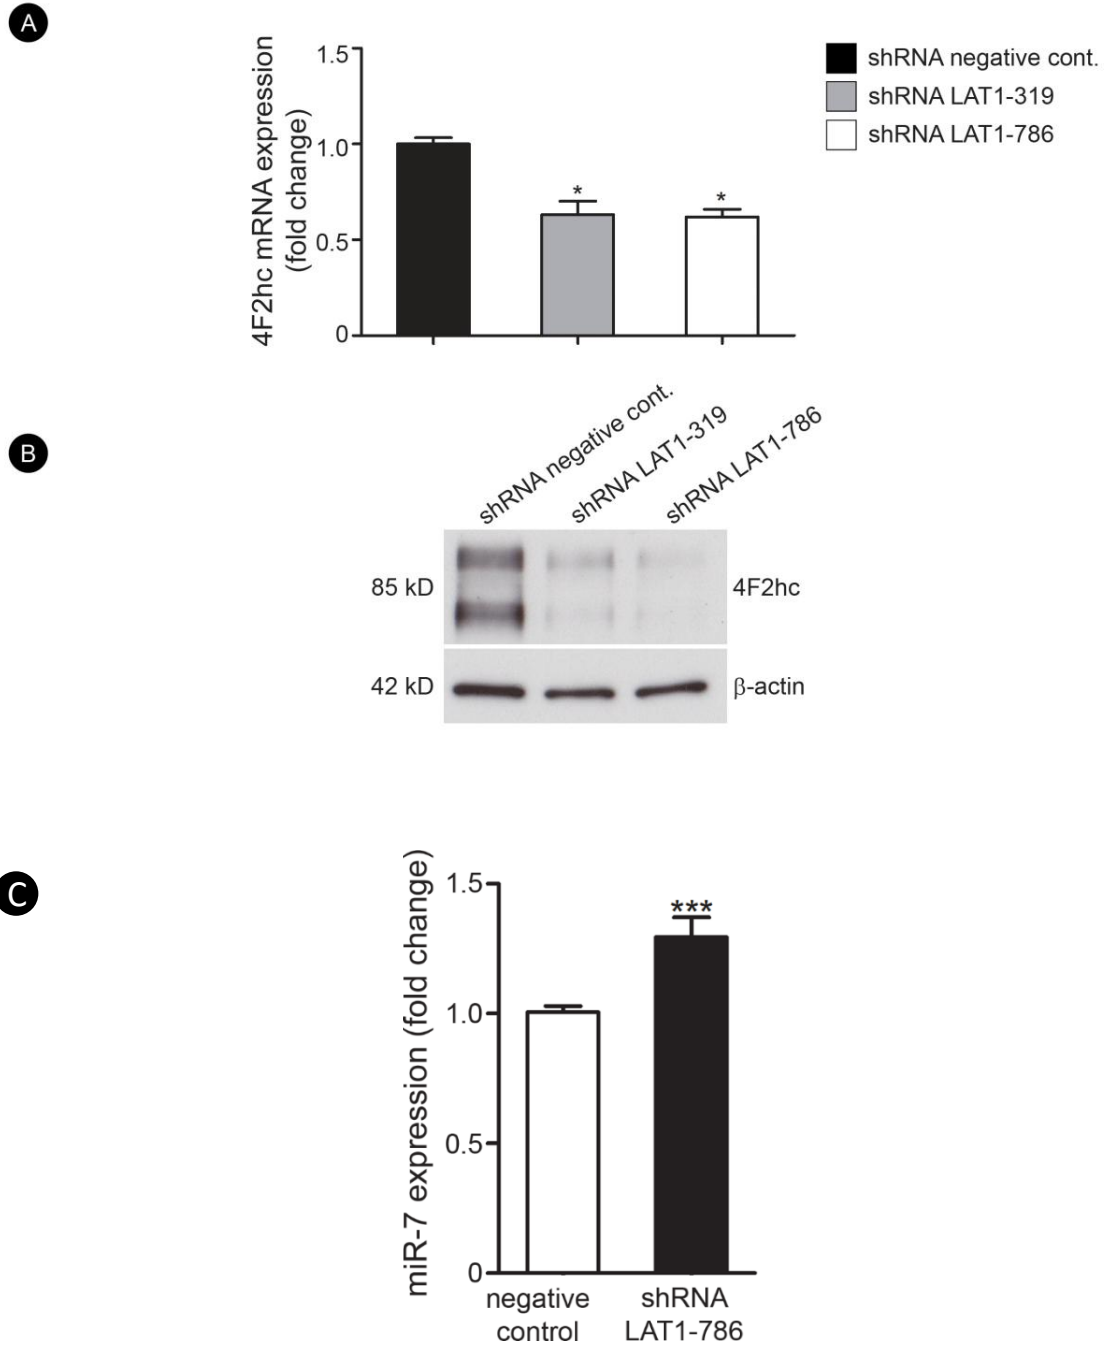 A
4F2hc mRNA expression
(fold change)
1.5
1.0
0.5
0
*
*
shRNA negative cont.
shRNA LAT1-319
shRNA LAT1-786
B
shRNA negative cont.
shRNA LAT1-319
shRNA LAT1-786
85 kD
4F2hc
42 kD
β-actin
C
miR-7 expression (fold change)
1.5
1.0
0.5
0
***
negative
control
shRNA
LAT1-786